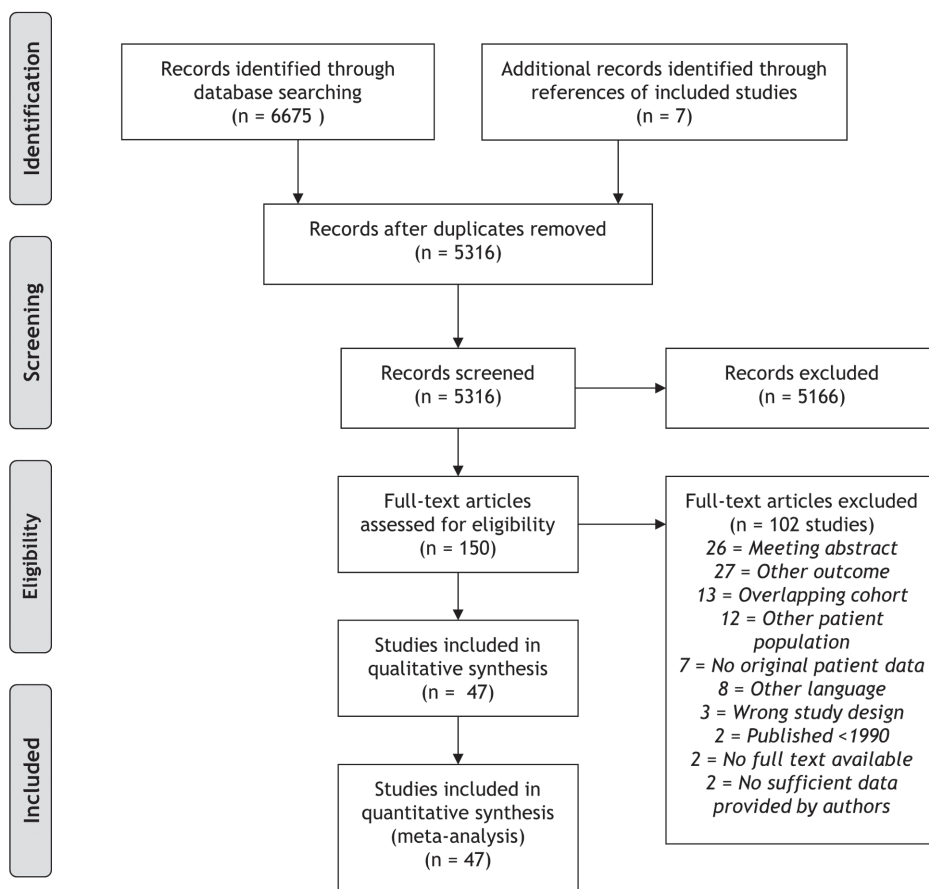 Identification
Records identified through
database searching
(n = 6675 )
Additional records identified through
references of included studies
(n = 7)
Records after duplicates removed
(n = 5316)
Screening
Records screened
(n = 5316)
Records excluded
(n = 5166)
Eligibility
Full-text articles
assessed for eligibility
(n = 150)
Full-text articles excluded
(n = 102 studies)
26 = Meeting abstract
27 = Other outcome
13 = Overlapping cohort
12 = Other patient
population
7 = No original patient data
8 = Other language
3 = Wrong study design
2 = Published <1990
2 = No full text available
2 = No sufficient data
provided by authors
Studies included in
qualitative synthesis
(n = 47)
Included
Studies included in
quantitative synthesis
(meta-analysis)
(n = 47)